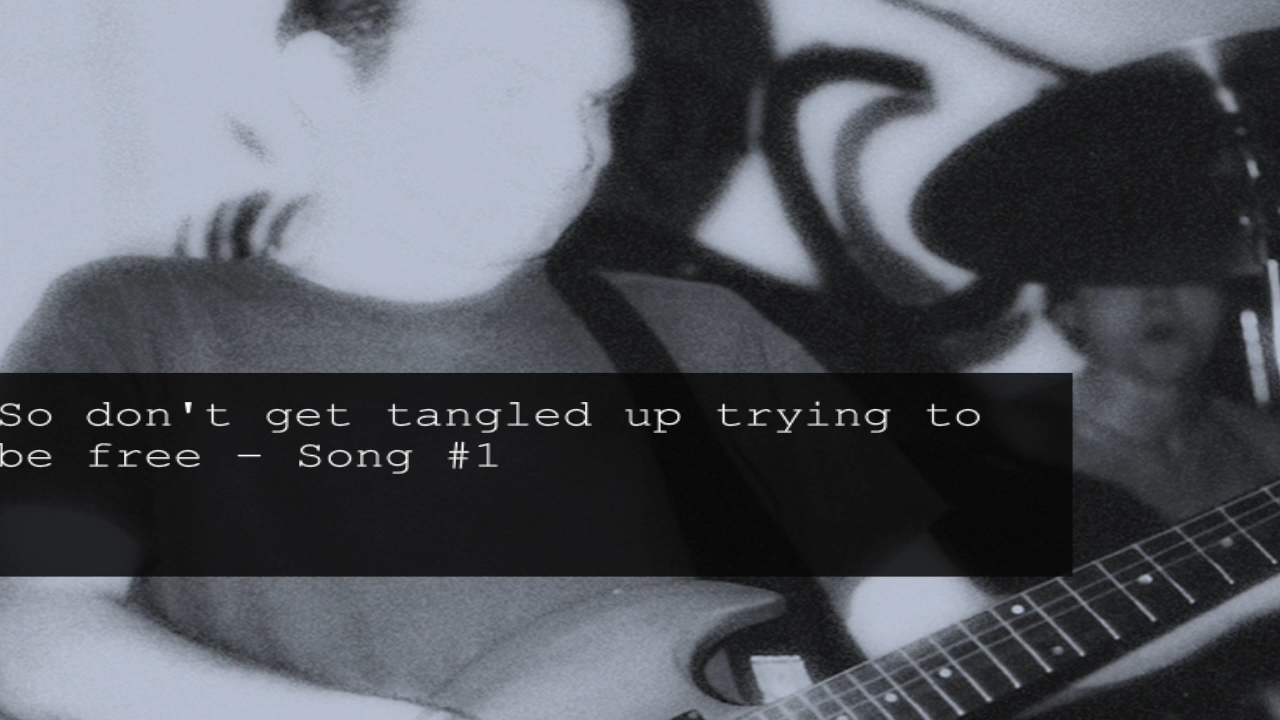 So don't get tangled up trying to
be free – Song #1